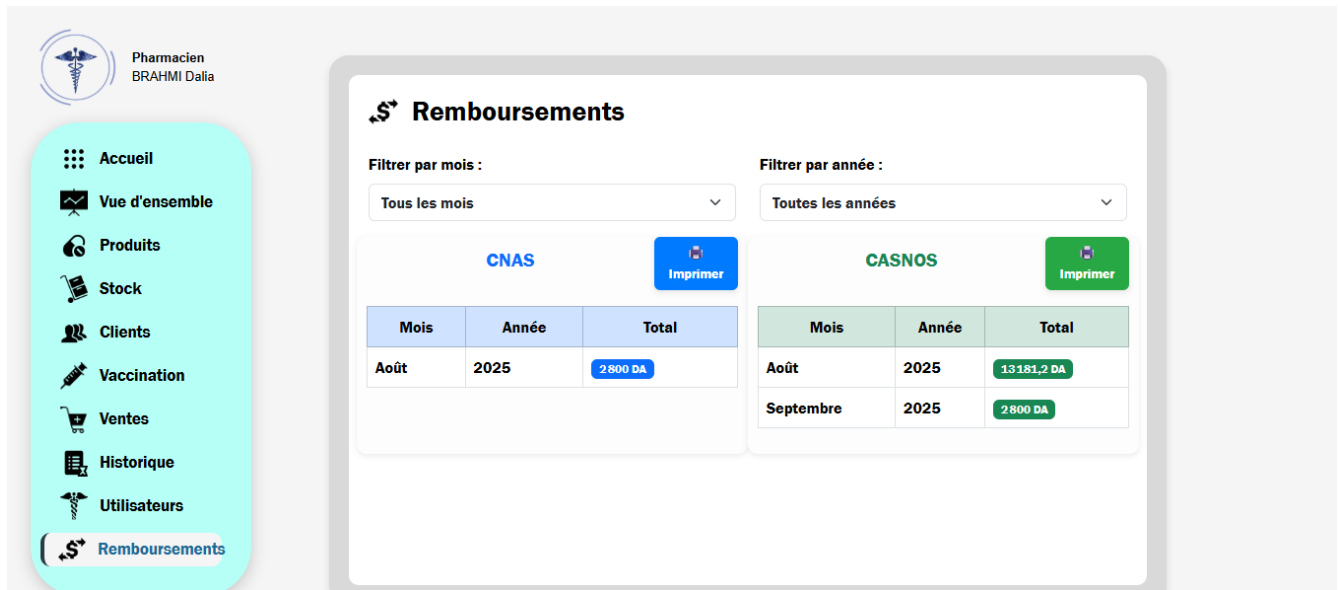 Pharmacien
BRAHMI Dalia
Accueil
Vue d'ensemble
Produits
Stock
Clients
Vaccination
Ventes
Historique
Utilisateurs
Remboursements
Remboursements
Filtrer par mois :
Tous les mois
Filtrer par année :
Toutes les années
CNAS
Imprimer
Mois Année Total
Août 2025 2800 DA
CASNOS
Imprimer
Mois Année Total
Août 2025 13181,2 DA
Septembre 2025 2800 DA